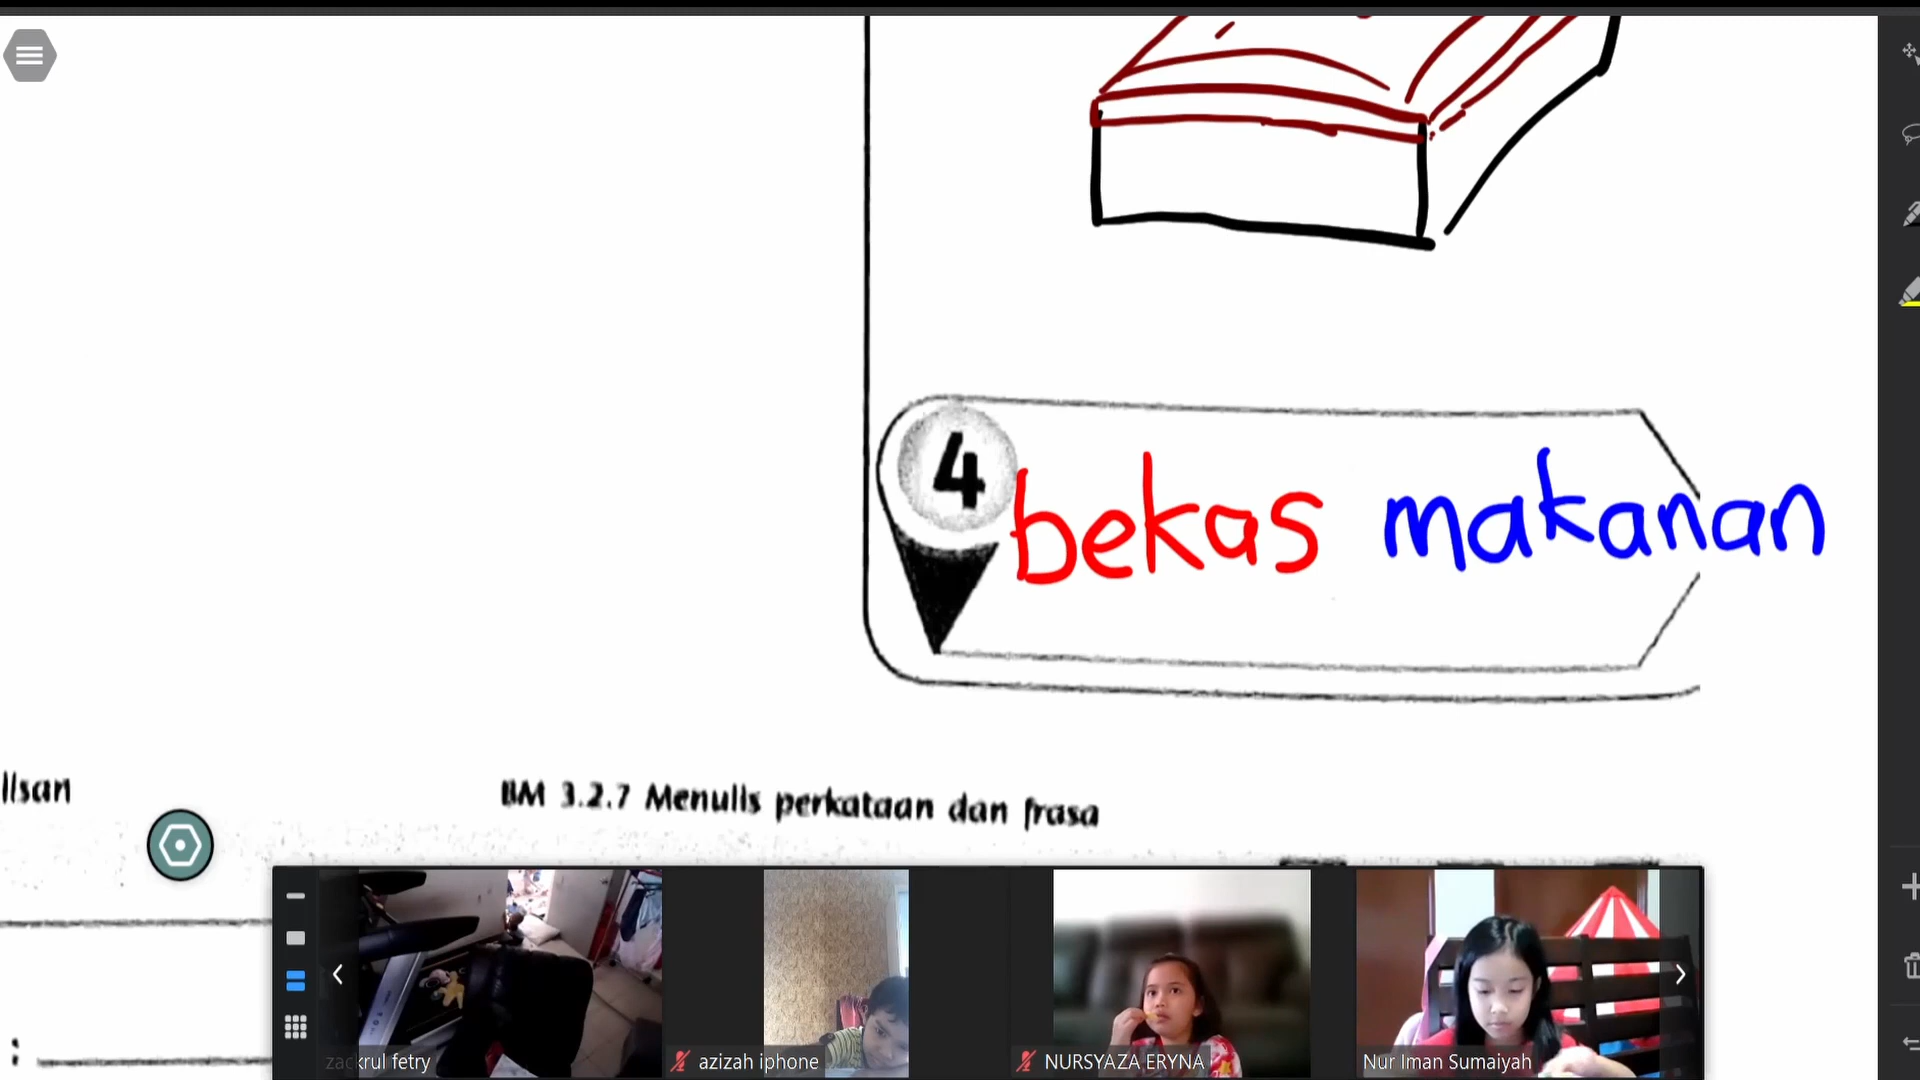 4 bekas makanan
lisan
BM 3.2.7 Menulis perkataan dan frasa
:
zackrul fetry
azizah iphone
NURSYAZA ERYNA
Nur Iman Sumaiyah